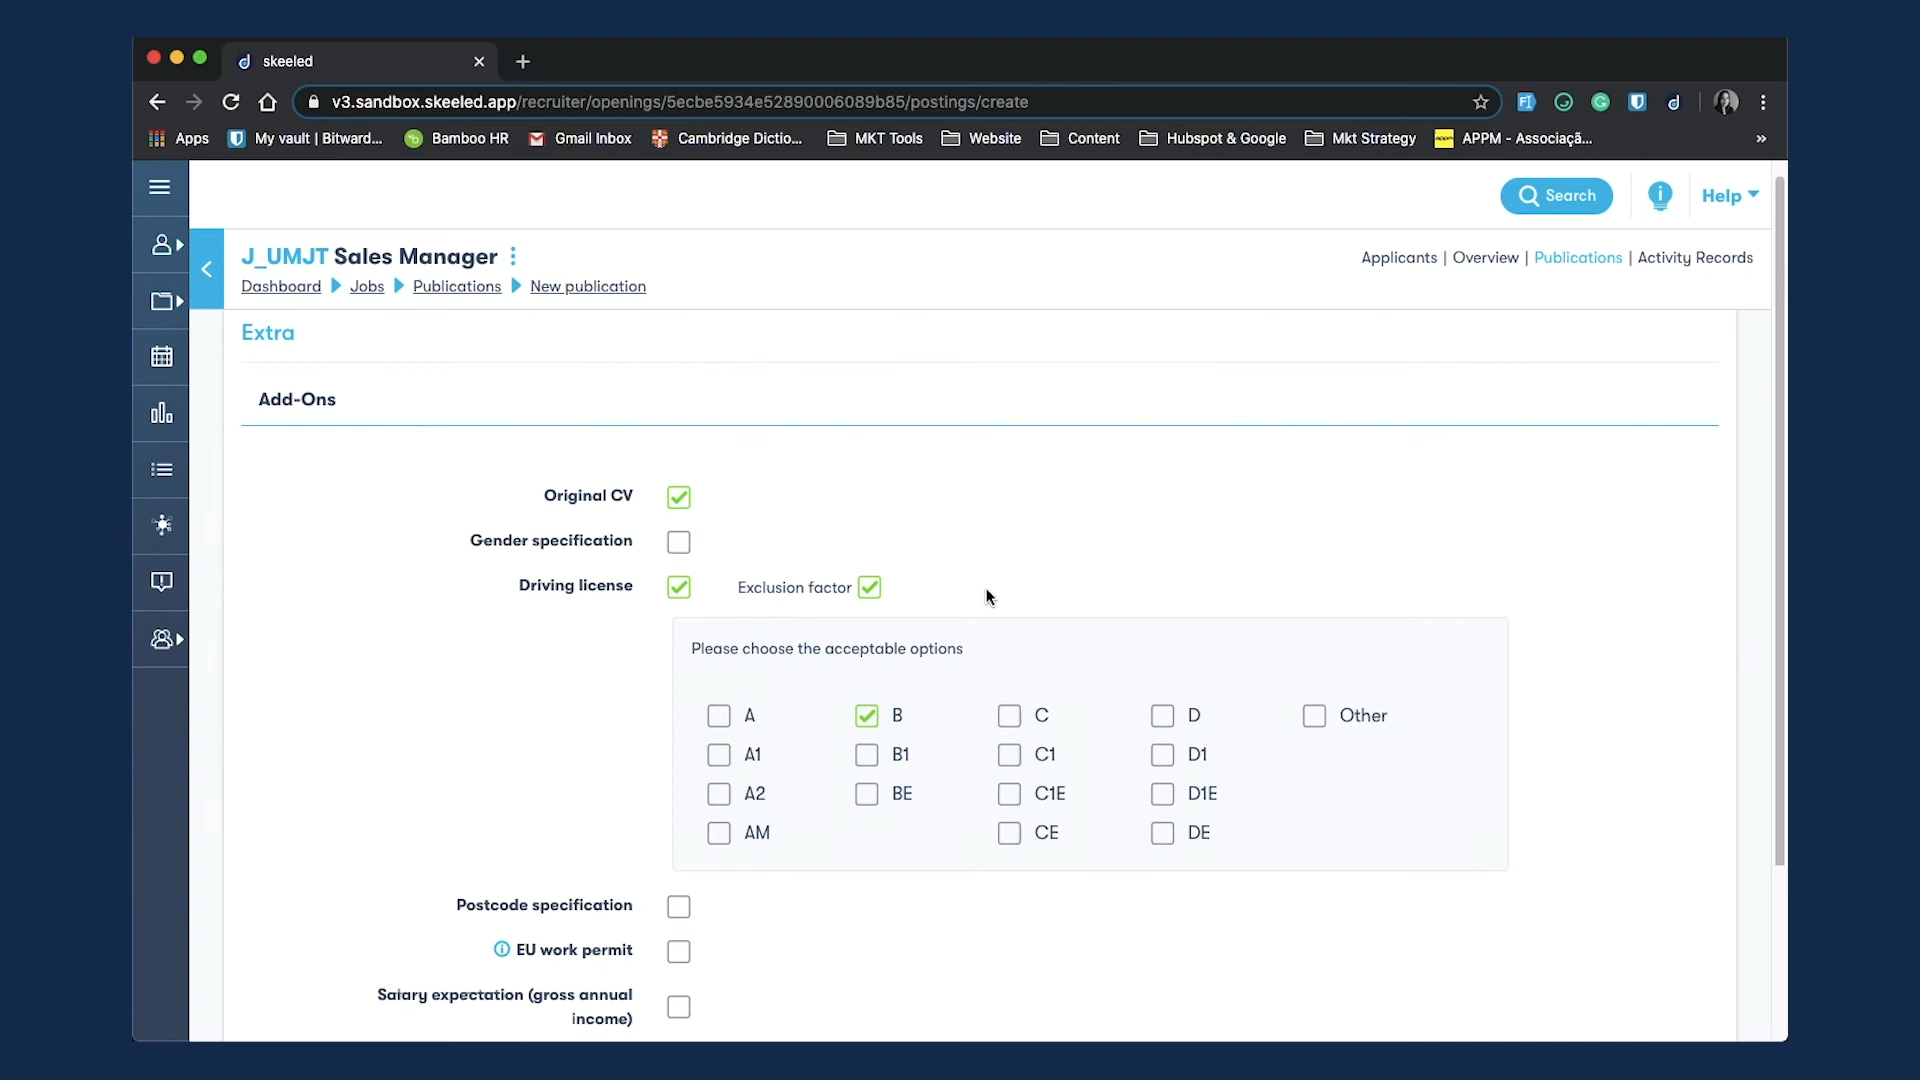 skeeled
v3.sandbox.skeeled.app/recruiter/openings/5ecbe5934e52890006089b85/postings/create
Apps My vault | Bitward... Bamboo HR Gmail Inbox Cambridge Dictio... MKT Tools Website Content Hubspot & Google Mkt Strategy APPM - Associaçã... »
Search Help
J_UMJT Sales Manager
Applicants | Overview | Publications | Activity Records
Dashboard Jobs Publications New publication
Extra
Add-Ons
Original CV
Gender specification
Driving license Exclusion factor
Please choose the acceptable options
A B C D Other
A1 B1 C1 D1
A2 BE C1E D1E
AM CE DE
Postcode specification
EU work permit
Salary expectation (gross annual
income)